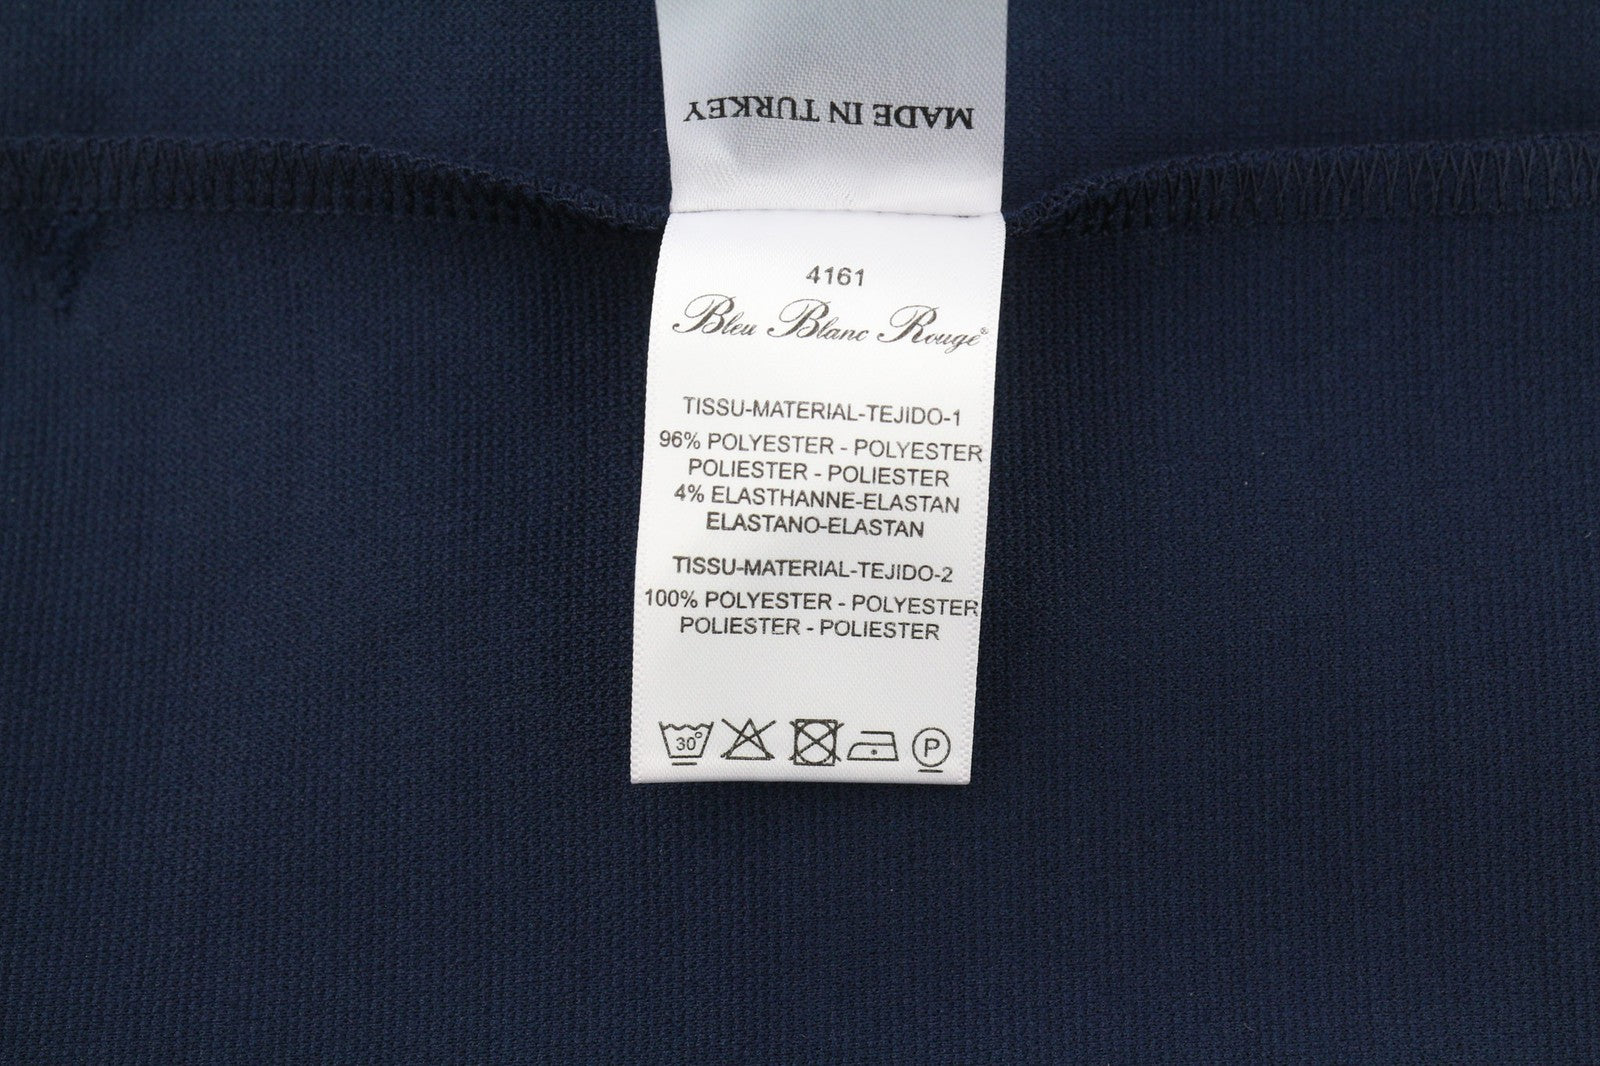 MADE IN TURKEY
4161
Bleu Blanc Rouge®
TISSU-MATERIAL-TEJIDO-1
96% POLYESTER - POLYESTER
POLIESTER - POLIESTER
4% ELASTHANNE-ELASTAN
ELASTANO-ELASTAN
TISSU-MATERIAL-TEJIDO-2
100% POLYESTER - POLYESTER
POLIESTER - POLIESTER
30° P